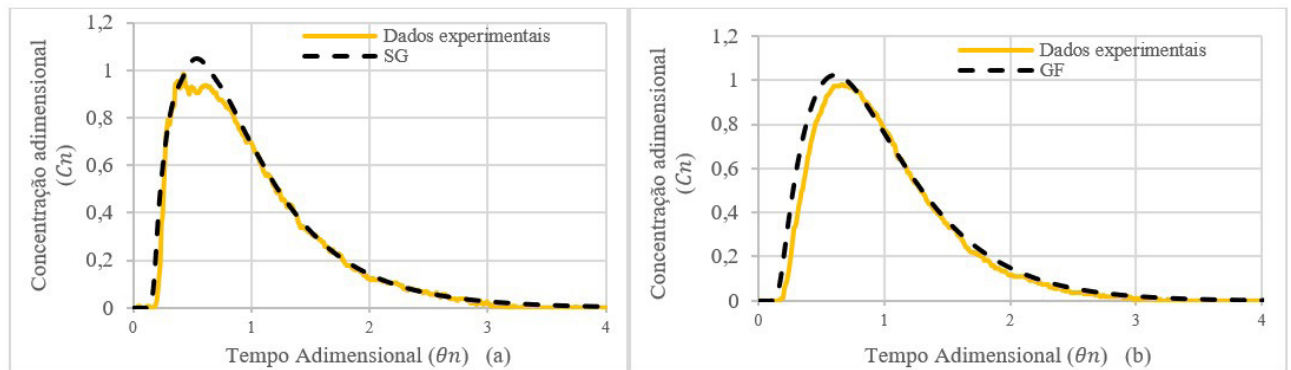 1,2
1
0,8
0,6
0,4
0,2
0
Concentração adimensional
(Cn)
Dados experimentais
SG
0 1 2 3 4
Tempo Adimensional (θn) (a)
1,2
1
0,8
0,6
0,4
0,2
0
Concentração adimensional
(Cn)
Dados experimentais
GF
0 1 2 3 4
Tempo Adimensional (θn) (b)